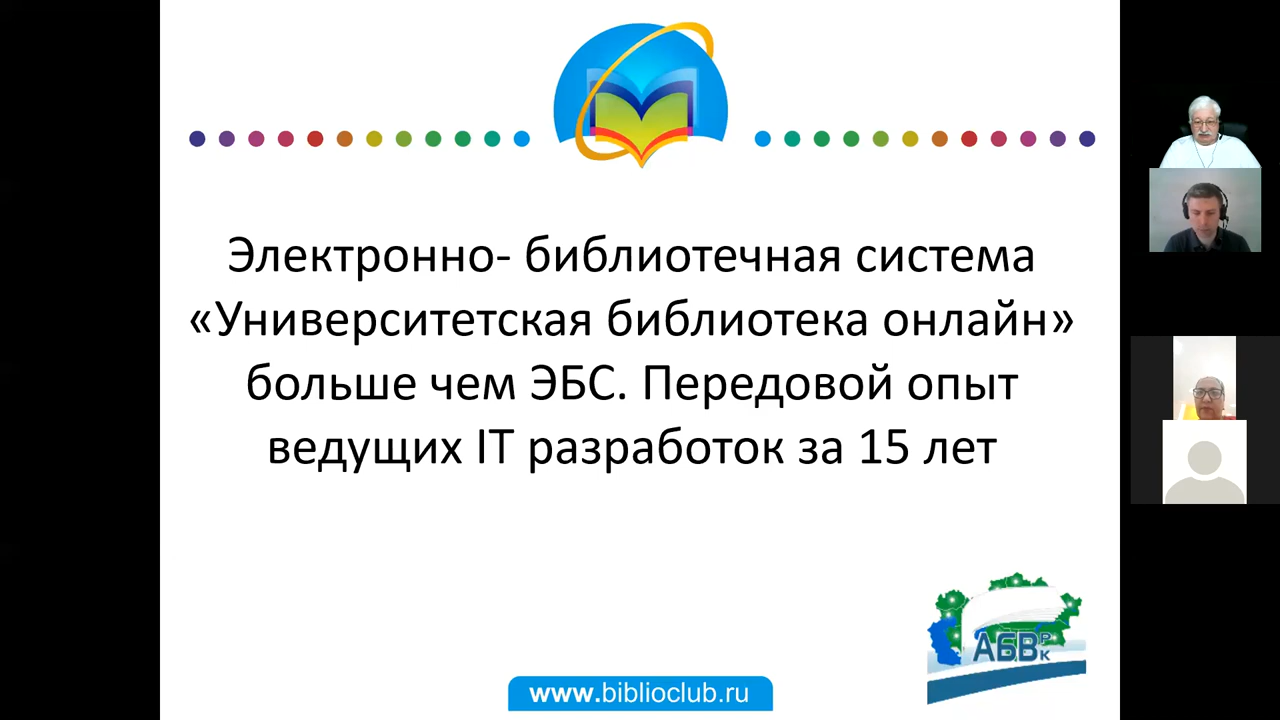 Электронно- библиотечная система
«Университетская библиотека онлайн»
больше чем ЭБС. Передовой опыт
ведущих IT разработок за 15 лет
АБВ РК
www.biblioclub.ru